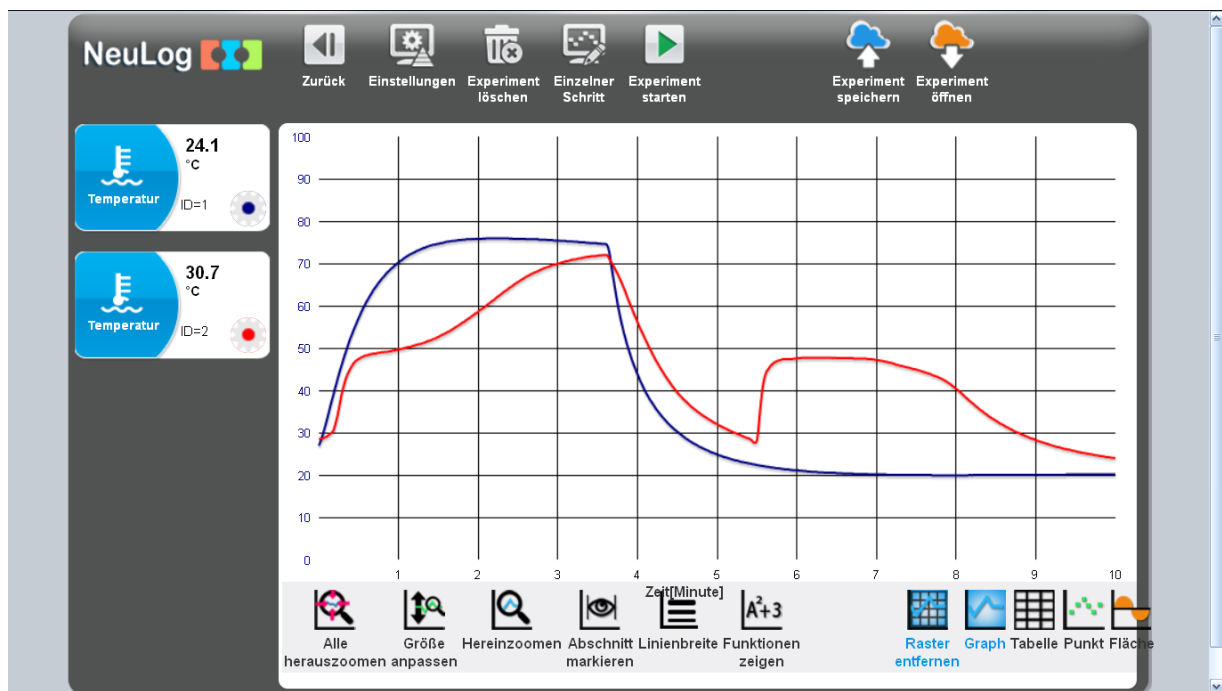 NeuLog
Zurück
Einstellungen
Experiment
löschen
Einzelner
Schritt
Experiment
starten
Experiment
speichern
Experiment
öffnen
24.1
°C
Temperatur
ID=1
30.7
°C
Temperatur
ID=2
100
90
80
70
60
50
40
30
20
10
0
1 2 3 4 5 6 7 8 9 10
Zeit[Minute]
A²+3
Alle
herauszoomen
Größe
anpassen
Hereinzoomen
Abschnitt
markieren
Linienbreite
Funktionen
zeigen
Raster
entfernen
Graph
Tabelle
Punkt
Fläche